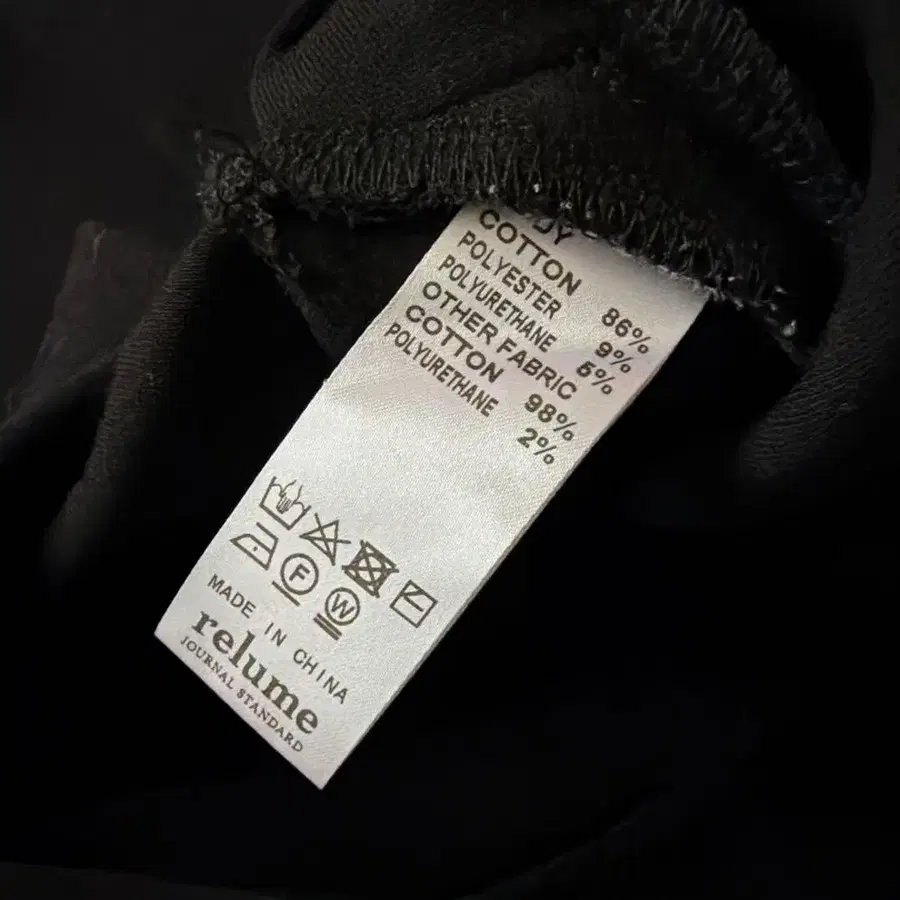 COTTON 86%
POLYESTER 9%
POLYURETHANE 5%
OTHER FABRIC
COTTON 98%
POLYURETHANE 2%
F
W
MADE IN CHINA
relume
JOURNAL STANDARD